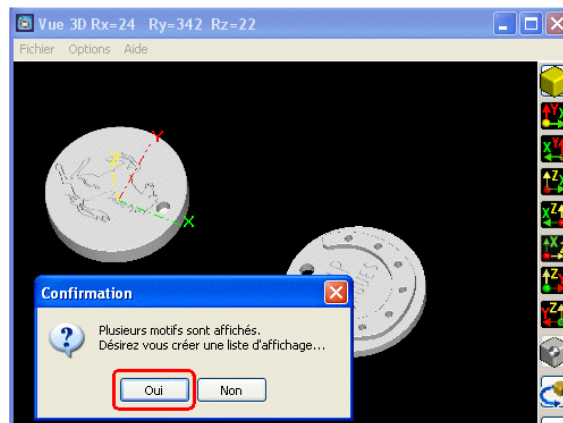 Vue 3D Rx=24 Ry=342 Rz=22
Fichier Options Aide
Y
Z
X
Confirmation
Plusieurs motifs sont affichés.
Désirez vous créer une liste d'affichage...
Oui
Non